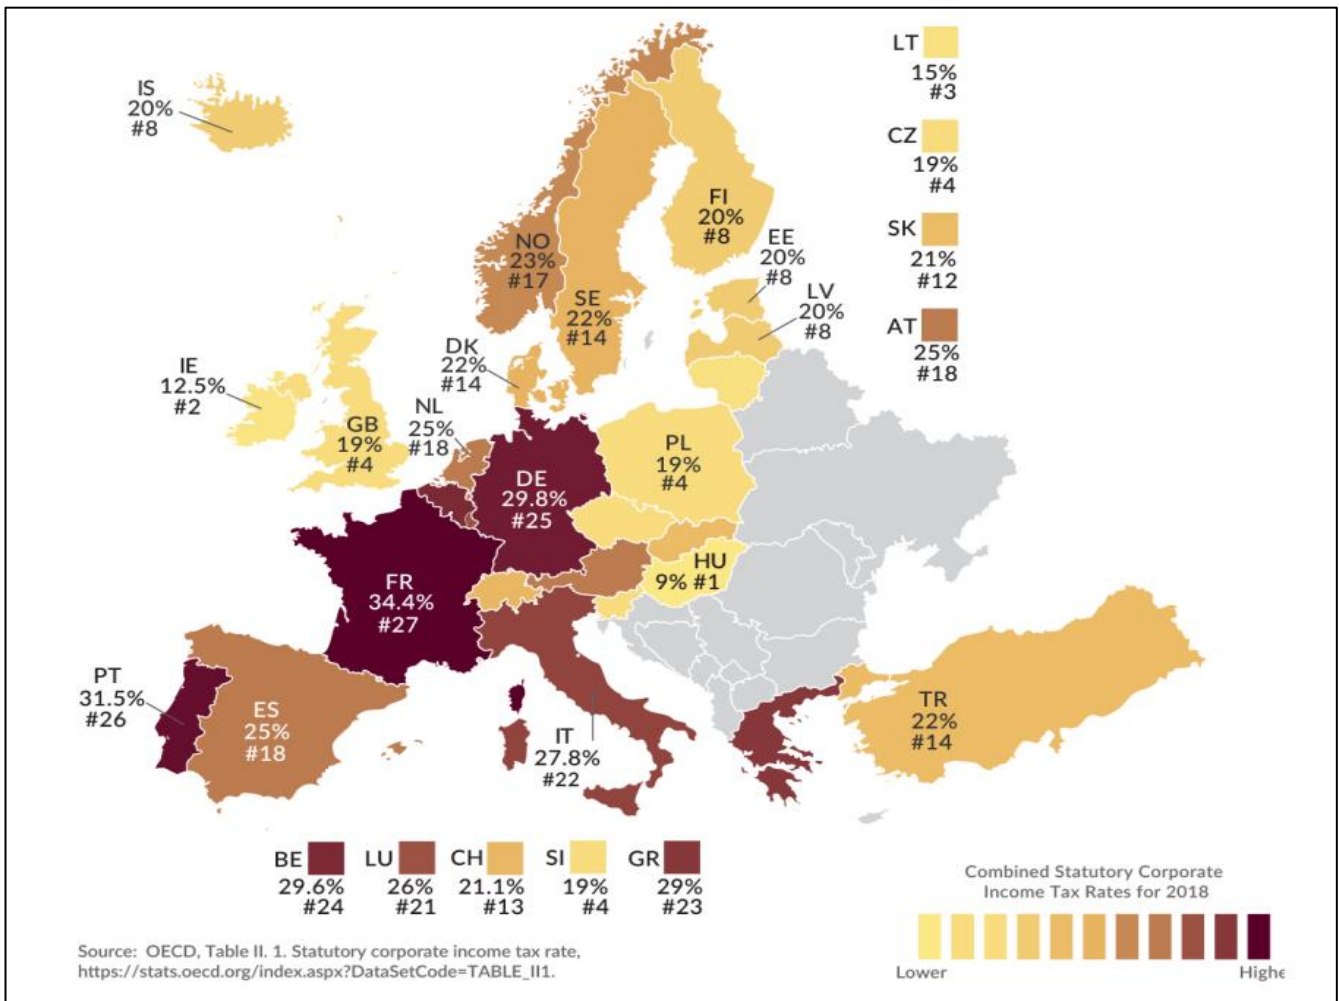 LT
15%
#3
IS
20%
#8
CZ
19%
#4
FI
20%
#8
SK
21%
#12
EE
20%
#8
NO
23%
#17
LV
20%
#8
SE
22%
#14
AT
25%
#18
DK
22%
#14
IE
12.5%
#2
NL
25%
#18
GB
19%
#4
PL
19%
#4
DE
29.8%
#25
HU
9% #1
FR
34.4%
#27
PT
31.5%
#26
ES
25%
#18
IT
27.8%
#22
TR
22%
#14
BE
29.6%
#24
LU
26%
#21
CH
21.1%
#13
SI
19%
#4
GR
29%
#23
Combined Statutory Corporate
Income Tax Rates for 2018
Lower
Highe
Source: OECD, Table II. 1. Statutory corporate income tax rate,
https://stats.oecd.org/index.aspx?DataSetCode=TABLE_II1.